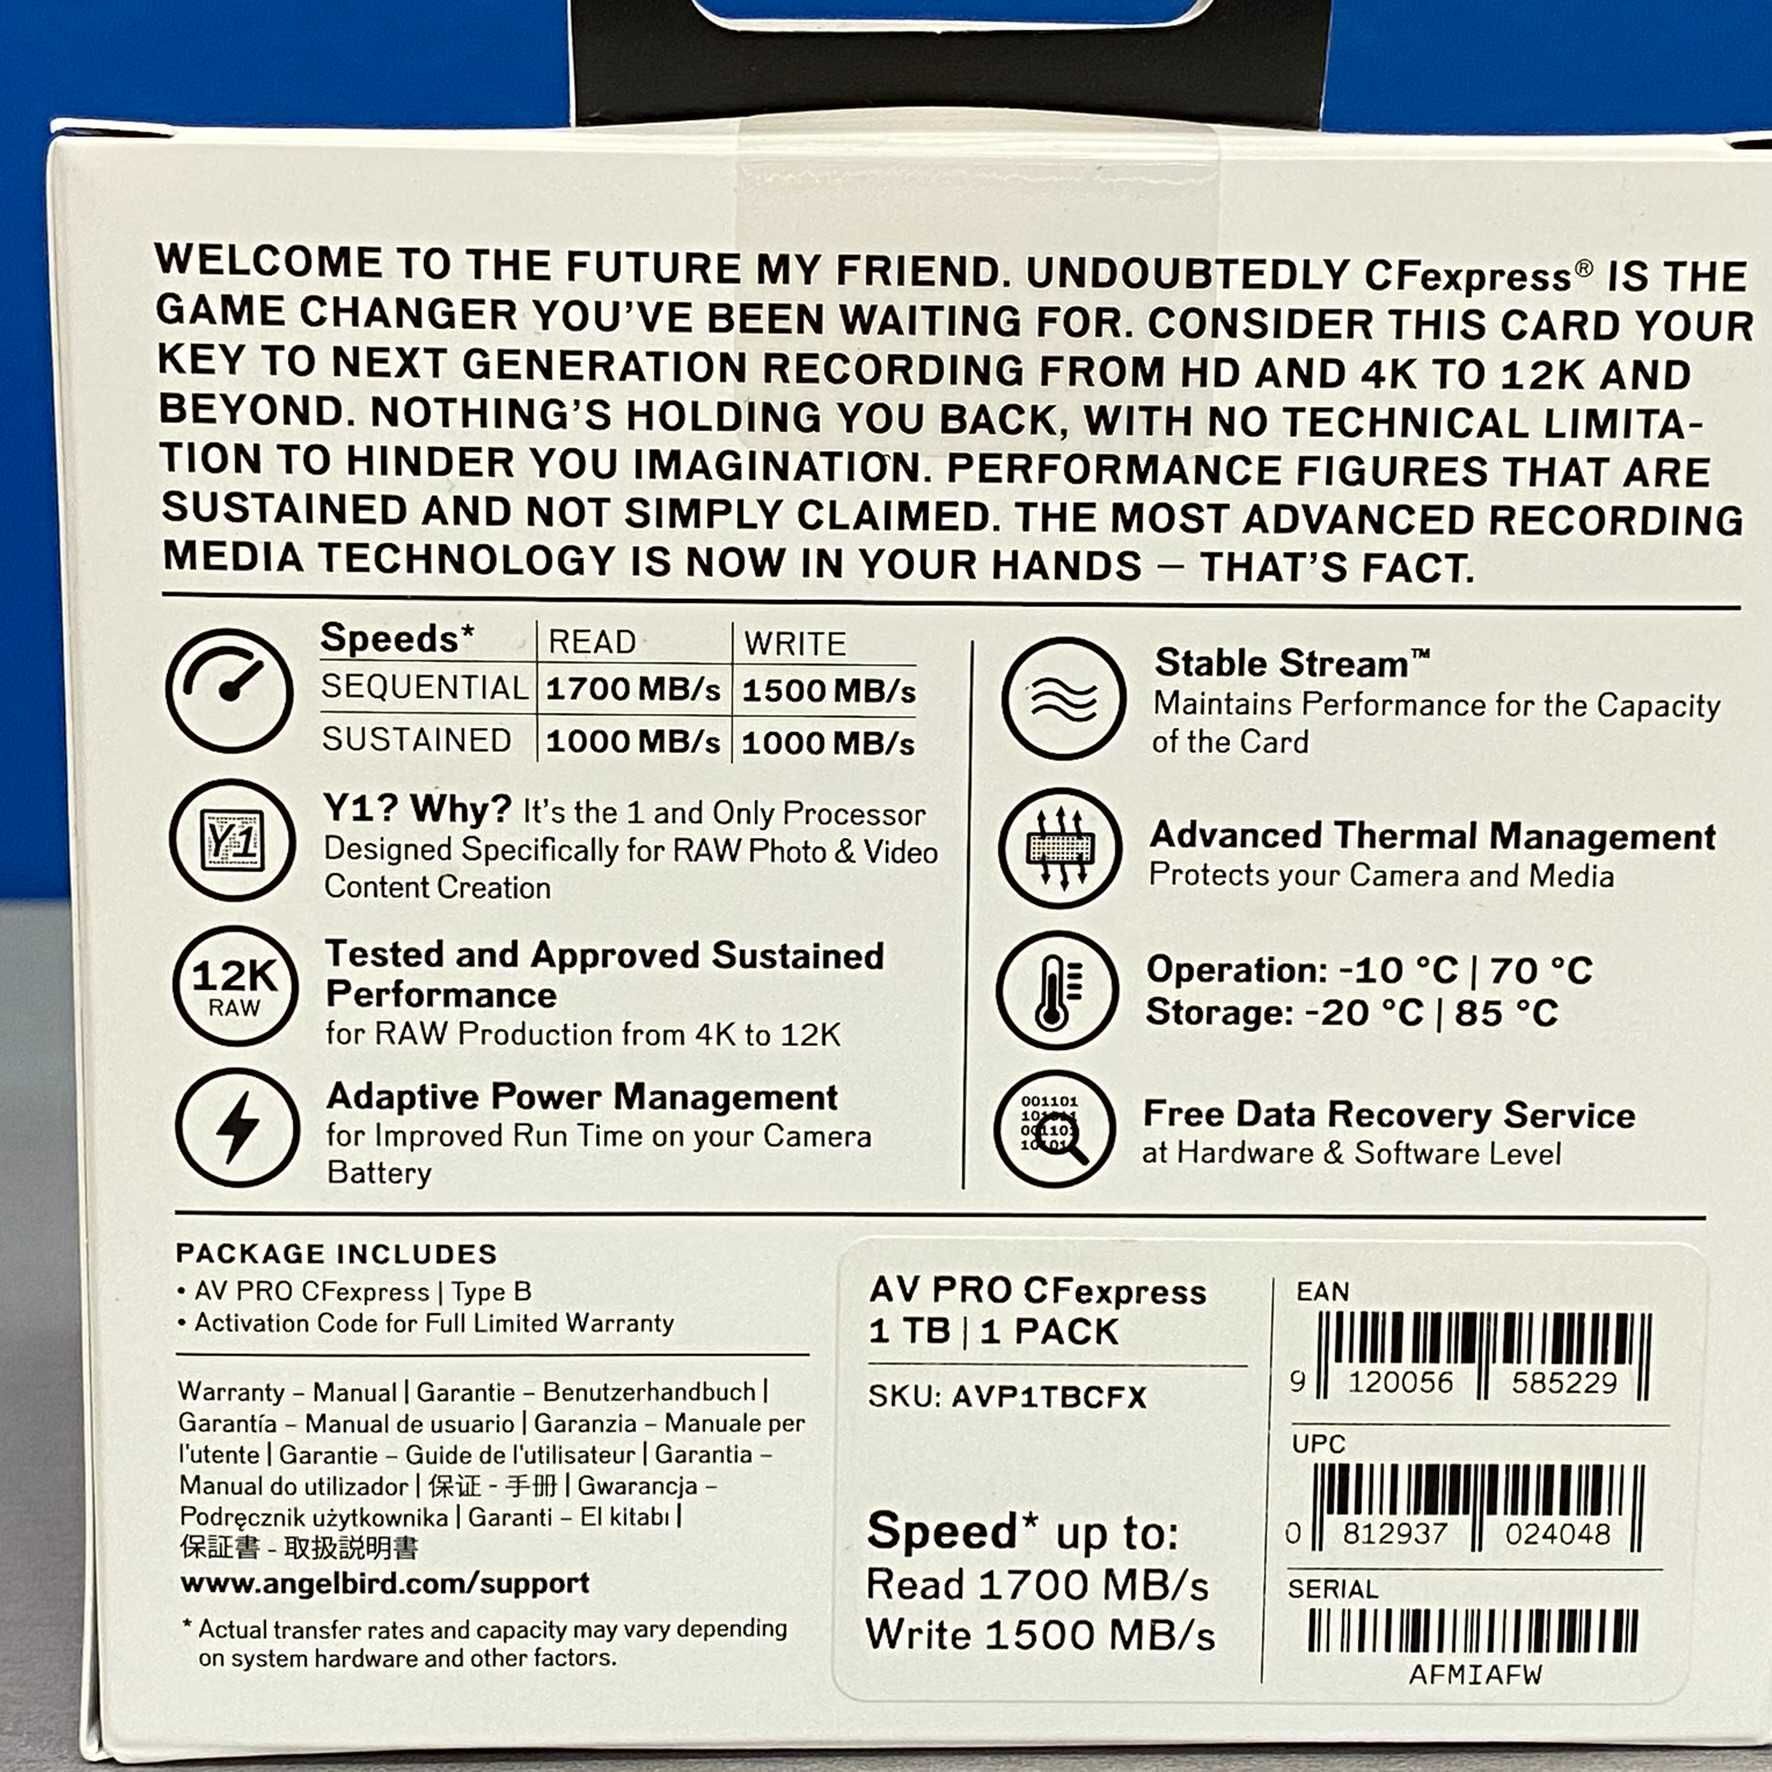 WELCOME TO THE FUTURE MY FRIEND. UNDOUBTEDLY CFexpress® IS THE
GAME CHANGER YOU'VE BEEN WAITING FOR. CONSIDER THIS CARD YOUR
KEY TO NEXT GENERATION RECORDING FROM HD AND 4K TO 12K AND
BEYOND. NOTHING'S HOLDING YOU BACK, WITH NO TECHNICAL LIMITA-
TION TO HINDER YOU IMAGINATION. PERFORMANCE FIGURES THAT ARE
SUSTAINED AND NOT SIMPLY CLAIMED. THE MOST ADVANCED RECORDING
MEDIA TECHNOLOGY IS NOW IN YOUR HANDS – THAT'S FACT.
Speeds* READ WRITE
SEQUENTIAL 1700 MB/s 1500 MB/s
SUSTAINED 1000 MB/s 1000 MB/s
Y1
Y1? Why? It's the 1 and Only Processor
Designed Specifically for RAW Photo & Video
Content Creation
12K
RAW
Tested and Approved Sustained
Performance
for RAW Production from 4K to 12K
Adaptive Power Management
for Improved Run Time on your Camera
Battery
Stable Stream™
Maintains Performance for the Capacity
of the Card
Advanced Thermal Management
Protects your Camera and Media
Operation: -10 °C | 70 °C
Storage: -20 °C | 85 °C
001101
Free Data Recovery Service
at Hardware & Software Level
PACKAGE INCLUDES
• AV PRO CFexpress | Type B
• Activation Code for Full Limited Warranty
Warranty – Manual | Garantie – Benutzerhandbuch |
Garantía – Manual de usuario | Garanzia – Manuale per
l'utente | Garantie – Guide de l'utilisateur | Garantia –
Manual do utilizador | 保证 - 手册 | Gwarancja –
Podręcznik użytkownika | Garanti – El kitabı |
保証書 - 取扱説明書
www.angelbird.com/support
* Actual transfer rates and capacity may vary depending
on system hardware and other factors.
AV PRO CFexpress
1 TB | 1 PACK
SKU: AVP1TBCFX
Speed* up to:
Read 1700 MB/s
Write 1500 MB/s
EAN
9 120056 585229
UPC
0 812937 024048
SERIAL
AFMIAFW